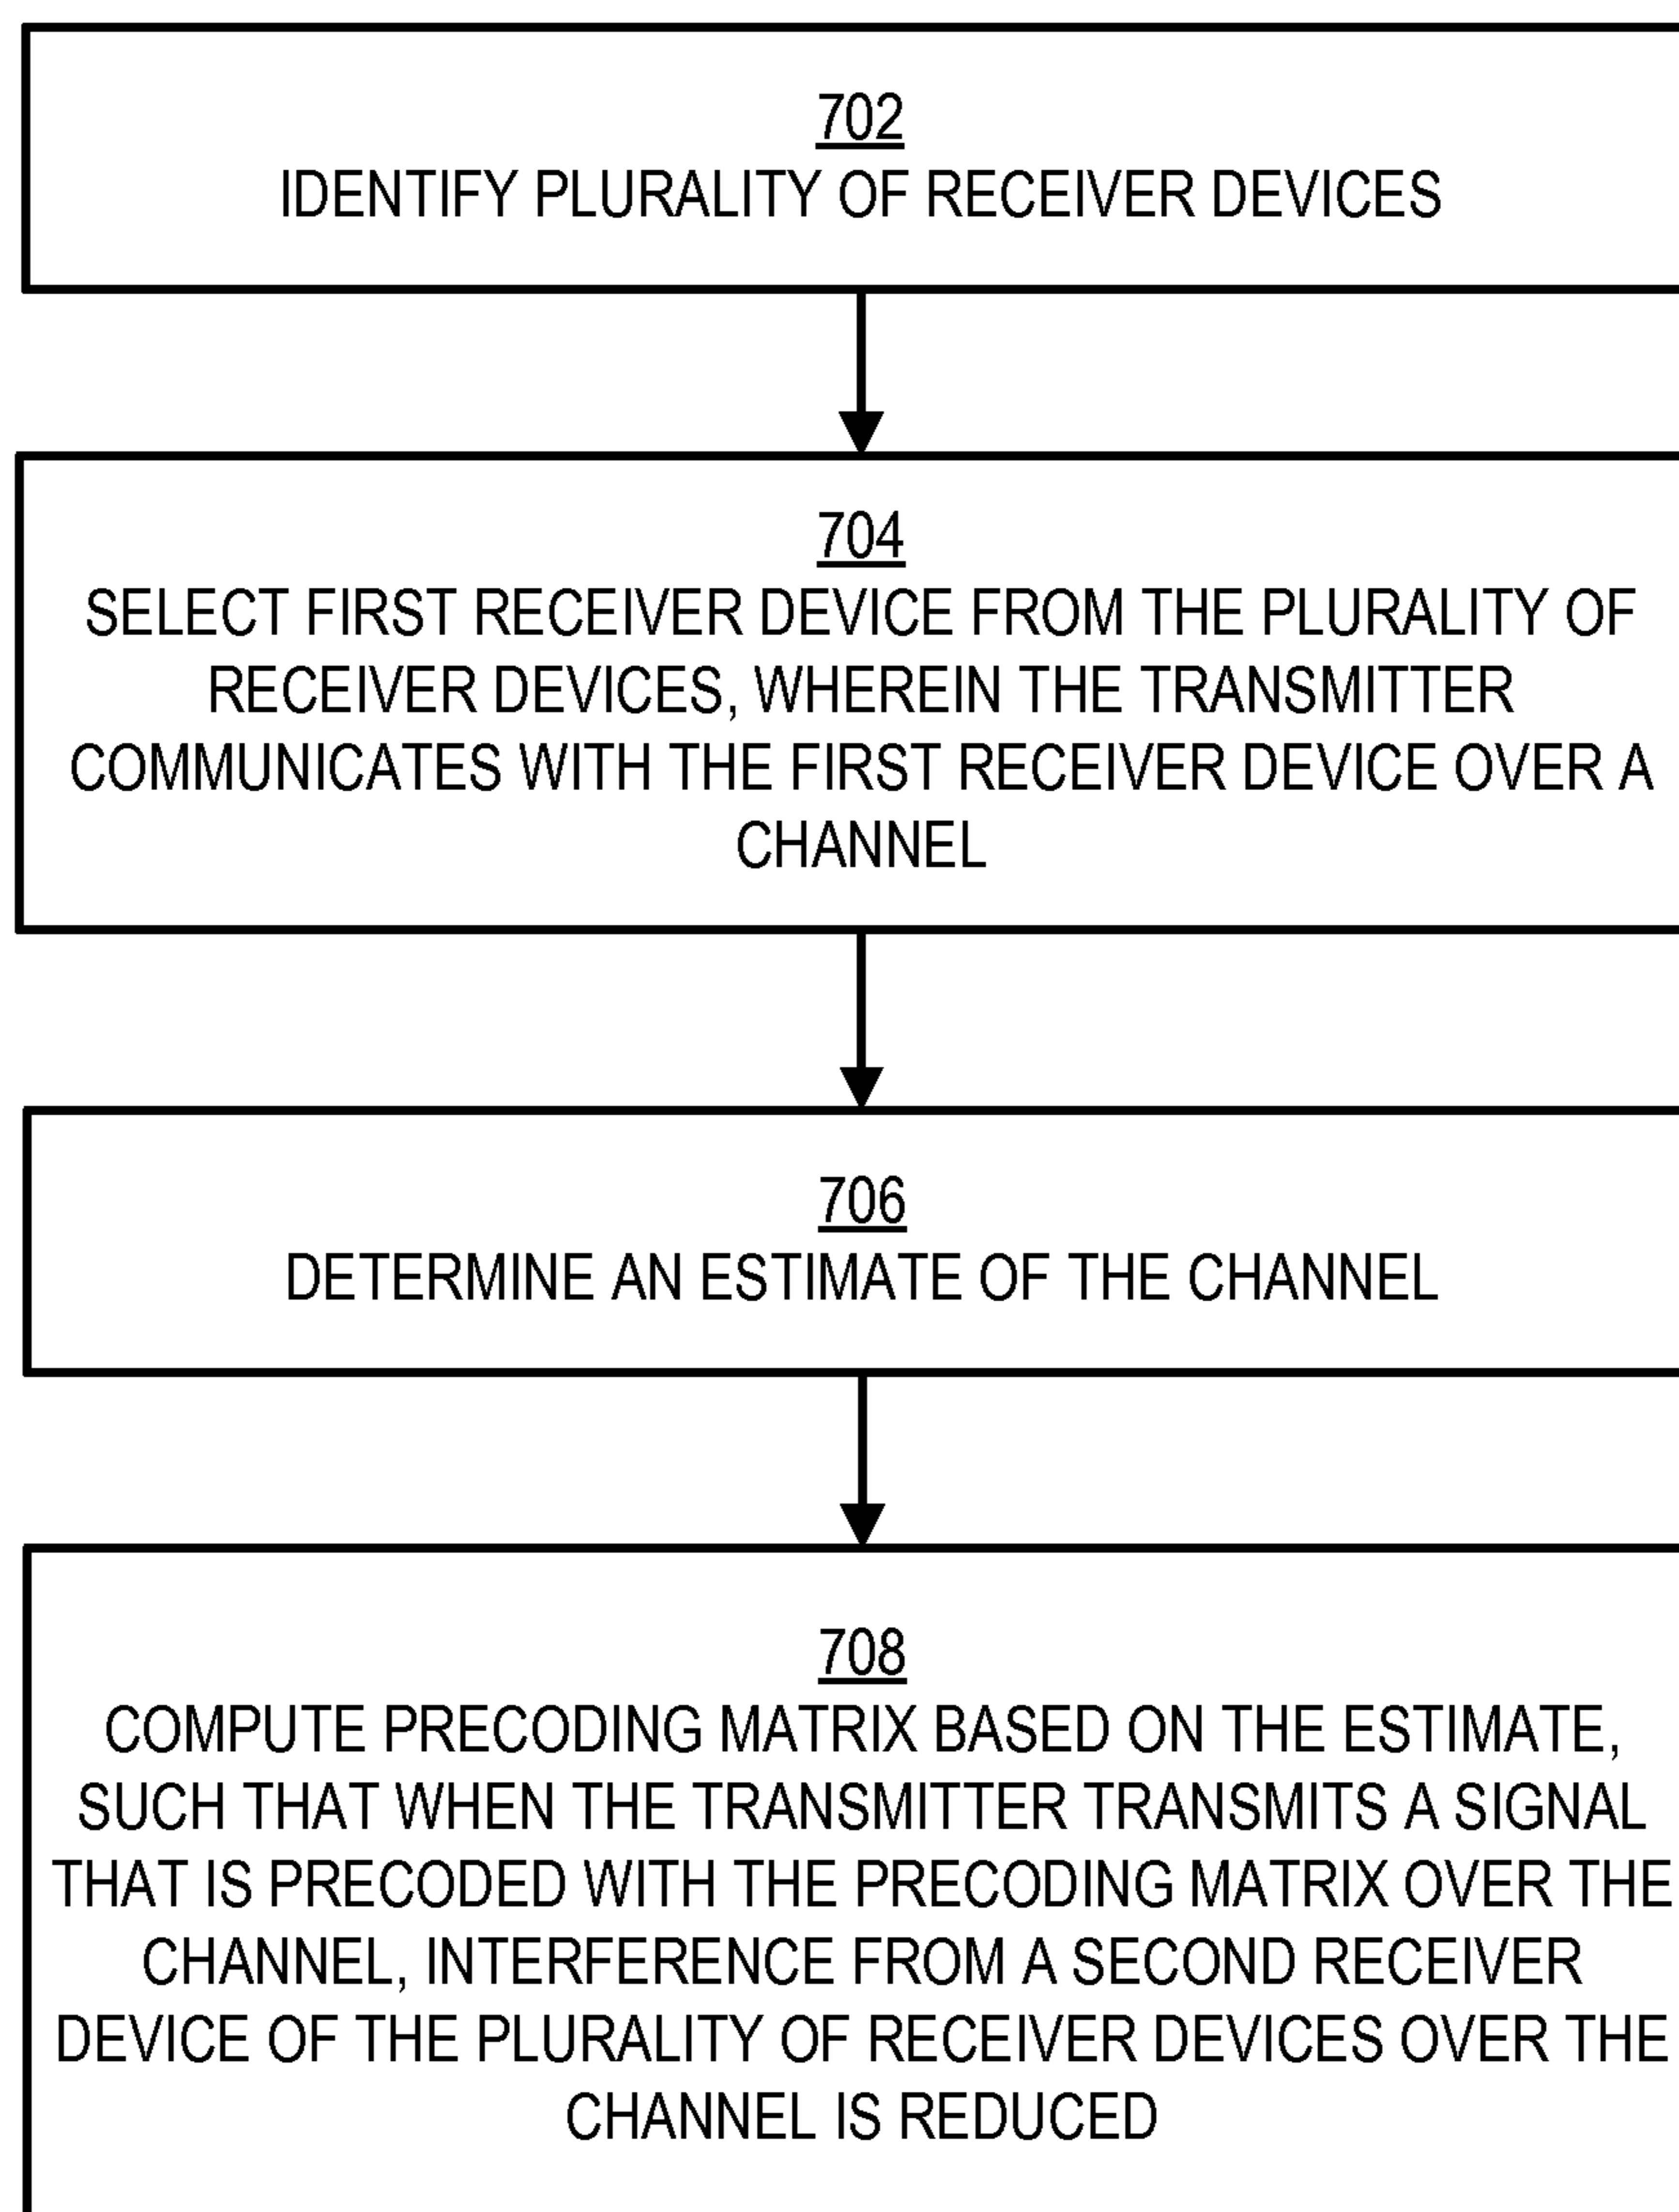 702
IDENTIFY PLURALITY OF RECEIVER DEVICES
704
SELECT FIRST RECEIVER DEVICE FROM THE PLURALITY OF
RECEIVER DEVICES, WHEREIN THE TRANSMITTER
COMMUNICATES WITH THE FIRST RECEIVER DEVICE OVER A
CHANNEL
706
DETERMINE AN ESTIMATE OF THE CHANNEL
708
COMPUTE PRECODING MATRIX BASED ON THE ESTIMATE,
SUCH THAT WHEN THE TRANSMITTER TRANSMITS A SIGNAL
THAT IS PRECODED WITH THE PRECODING MATRIX OVER THE
CHANNEL, INTERFERENCE FROM A SECOND RECEIVER
DEVICE OF THE PLURALITY OF RECEIVER DEVICES OVER THE
CHANNEL IS REDUCED